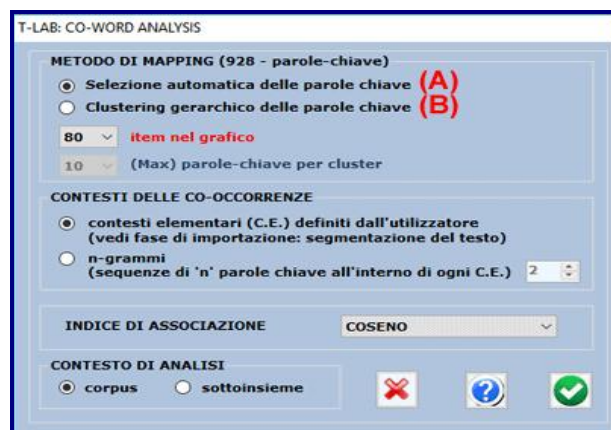 T-LAB: CO-WORD ANALYSIS
METODO DI MAPPING (928 - parole-chiave)
Selezione automatica delle parole chiave (A)
Clustering gerarchico delle parole chiave (B)
80 item nel grafico
10 (Max) parole-chiave per cluster
CONTESTI DELLE CO-OCCORRENZE
contesti elementari (C.E.) definiti dall'utilizzatore
(vedi fase di importazione: segmentazione del testo)
n-grammi
(sequenze di 'n' parole chiave all'interno di ogni C.E.) 2
INDICE DI ASSOCIAZIONE COSENO
CONTESTO DI ANALISI
corpus sottoinsieme